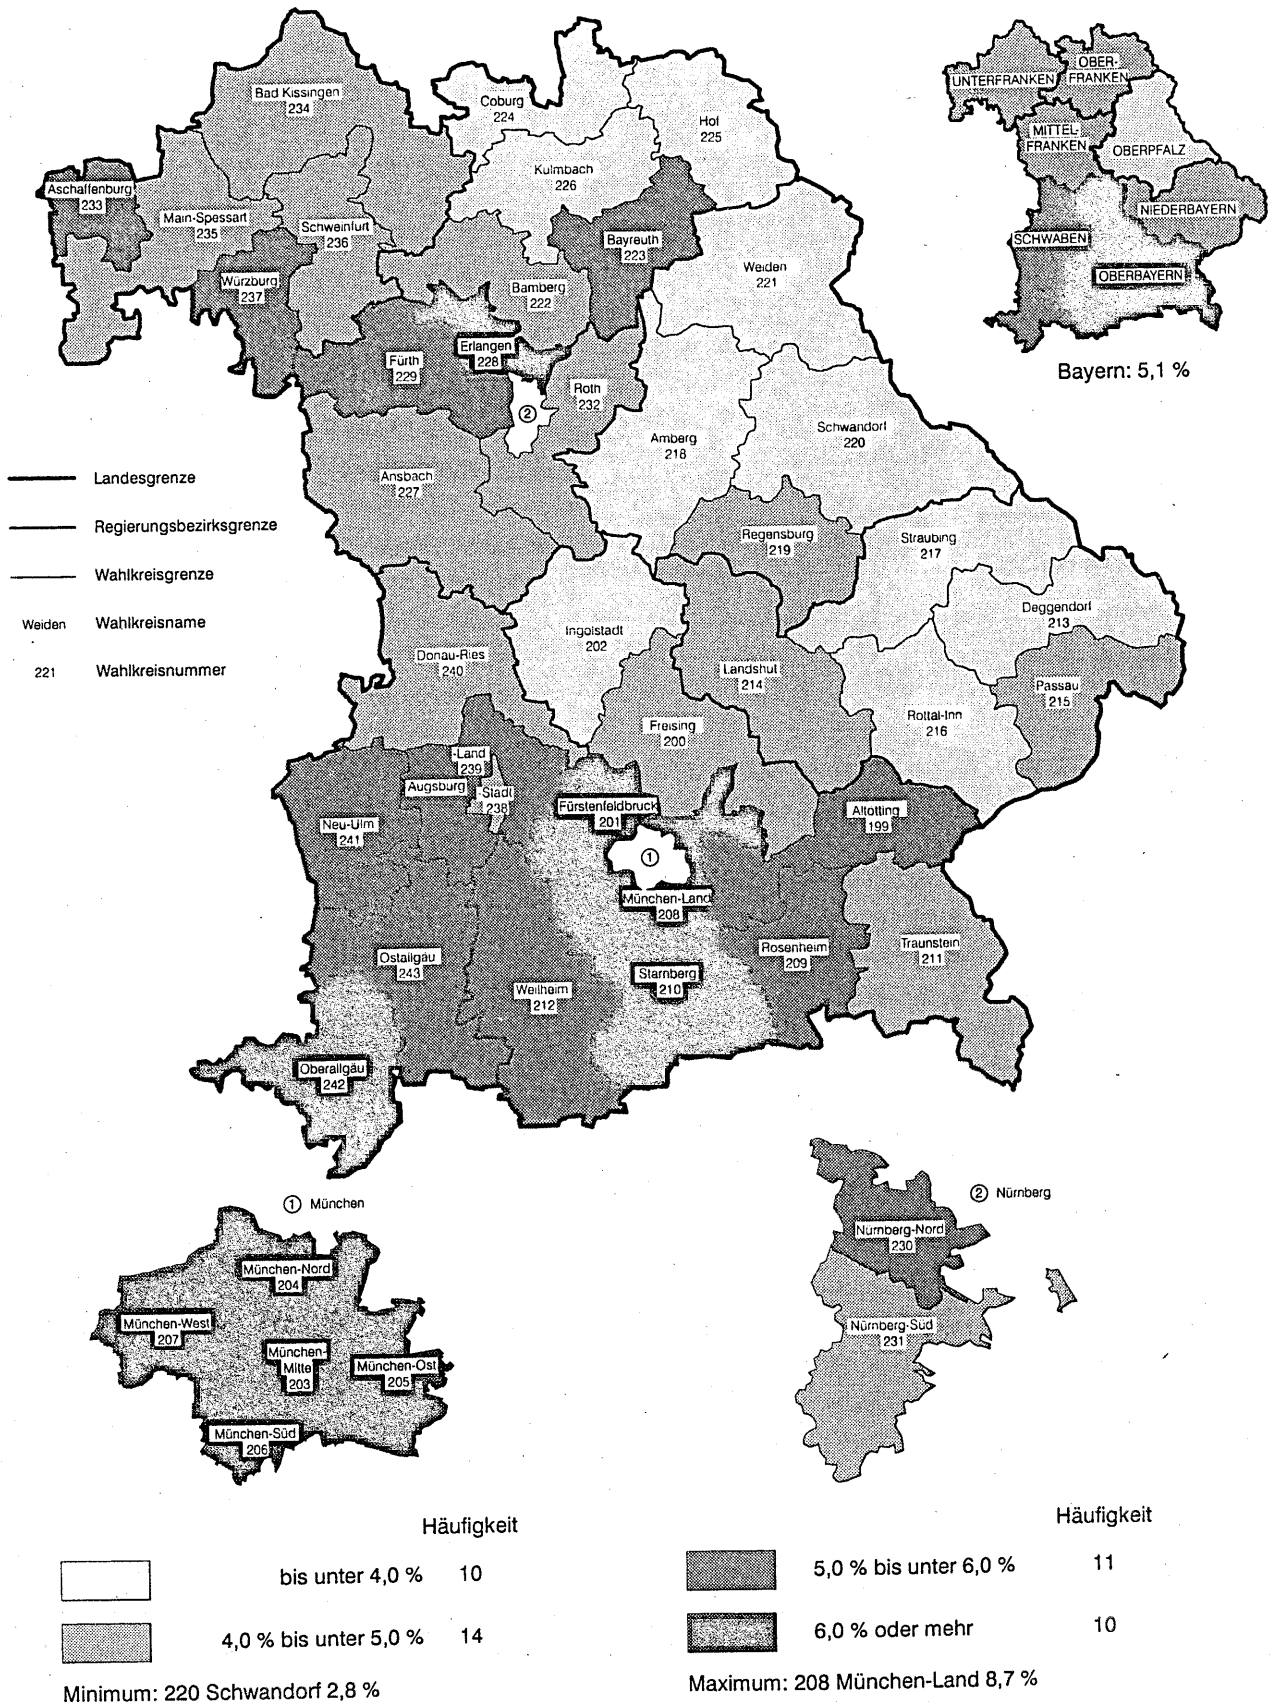 Bad Kissingen
234
Coburg
224
Hof
225
Kulmbach
226
Aschaffenburg
233
Main-Spessart
235
Schweinfurt
236
Bayreuth
223
Würzburg
237
Bamberg
222
Weiden
221
Erlangen
228
Fürth
229
Roth
232
②
Amberg
218
Schwandorf
220
Ansbach
227
Regensburg
219
Straubing
217
Deggendorf
213
Ingolstadt
202
Donau-Ries
240
Landshut
214
Passau
215
Rottal-Inn
216
Freising
200
-Land
239
Augsburg
-Stadt
238
Fürstenfeldbruck
201
Altötting
199
Neu-Ulm
241
①
München-Land
208
Rosenheim
209
Traunstein
211
Ostallgäu
243
Starnberg
210
Weilheim
212
Oberallgäu
242
UNTERFRANKEN
OBER-
FRANKEN
MITTEL-
FRANKEN
OBERPFALZ
NIEDERBAYERN
SCHWABEN
OBERBAYERN
Bayern: 5,1 %
Landesgrenze
Regierungsbezirksgrenze
Wahlkreisgrenze
Weiden Wahlkreisname
221 Wahlkreisnummer
① München
München-Nord
204
München-West
207
München-
Mitte
203
München-Ost
205
München-Süd
206
② Nürnberg
Nürnberg-Nord
230
Nürnberg-Süd
231
Häufigkeit
bis unter 4,0 % 10
4,0 % bis unter 5,0 % 14
Minimum: 220 Schwandorf 2,8 %
Häufigkeit
5,0 % bis unter 6,0 % 11
6,0 % oder mehr 10
Maximum: 208 München-Land 8,7 %